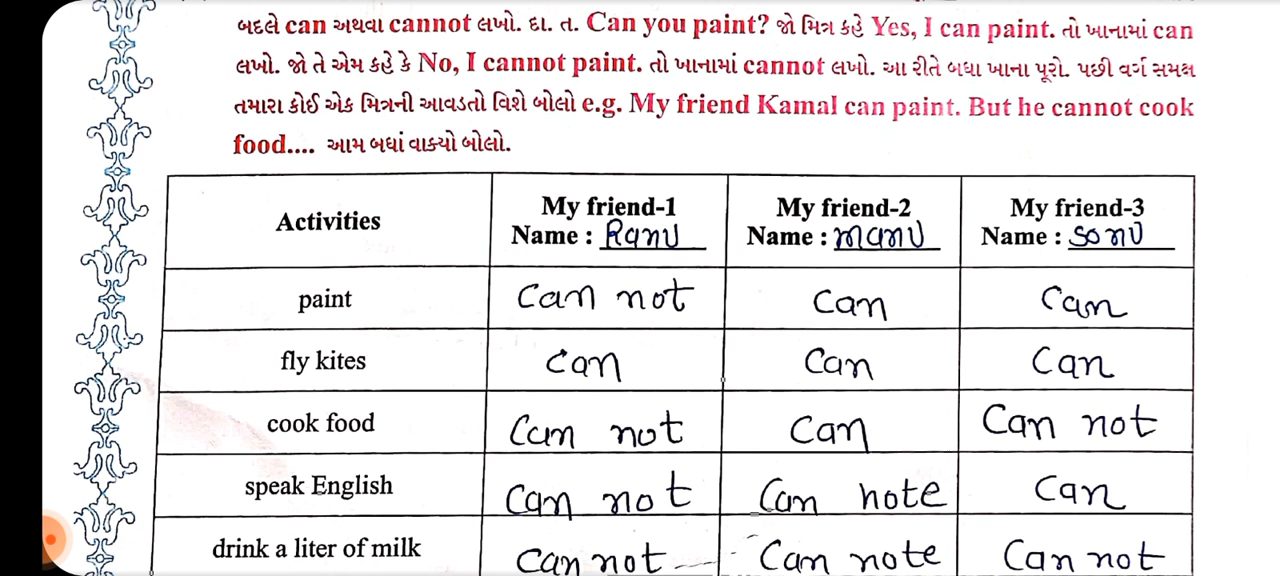 બદલે can અથવા cannot લખો. દા. ત. Can you paint? જો મિત્ર કહે Yes, I can paint. તો ખાનામાં can
લખો. જો તે એમ કહે કે No, I cannot paint. તો ખાનામાં cannot લખો. આ રીતે બધા ખાના પૂરો. પછી વર્ગ સમક્ષ
તમારા કોઈ એક મિત્રની આવડતો વિશે બોલો e.g. My friend Kamal can paint. But he cannot cook
food.... આમ બધાં વાક્યો બોલો.
Activities My friend-1 Name : Ranu My friend-2 Name : manu My friend-3 Name : sonu
paint can not can can
fly kites can can can
cook food can not can can not
speak English can not can note can
drink a liter of milk can not can note can not